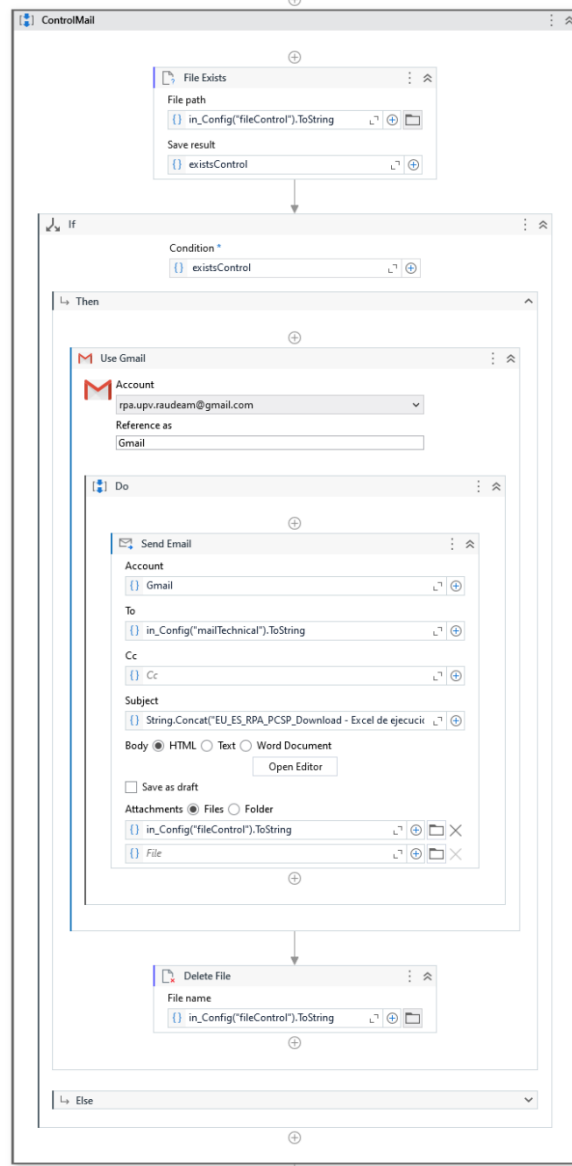 ControlMail
File Exists
File path
in_Config("fileControl").ToString
Save result
existsControl
If
Condition *
existsControl
Then
Use Gmail
Account
rpa.upv.raudeam@gmail.com
Reference as
Gmail
Do
Send Email
Account
Gmail
To
in_Config("mailTechnical").ToString
Cc
Cc
Subject
String.Concat("EU_ES_RPA_PCSP_Download - Excel de ejecució
Body HTML Text Word Document
Open Editor
Save as draft
Attachments Files Folder
in_Config("fileControl").ToString
File
Delete File
File name
in_Config("fileControl").ToString
Else